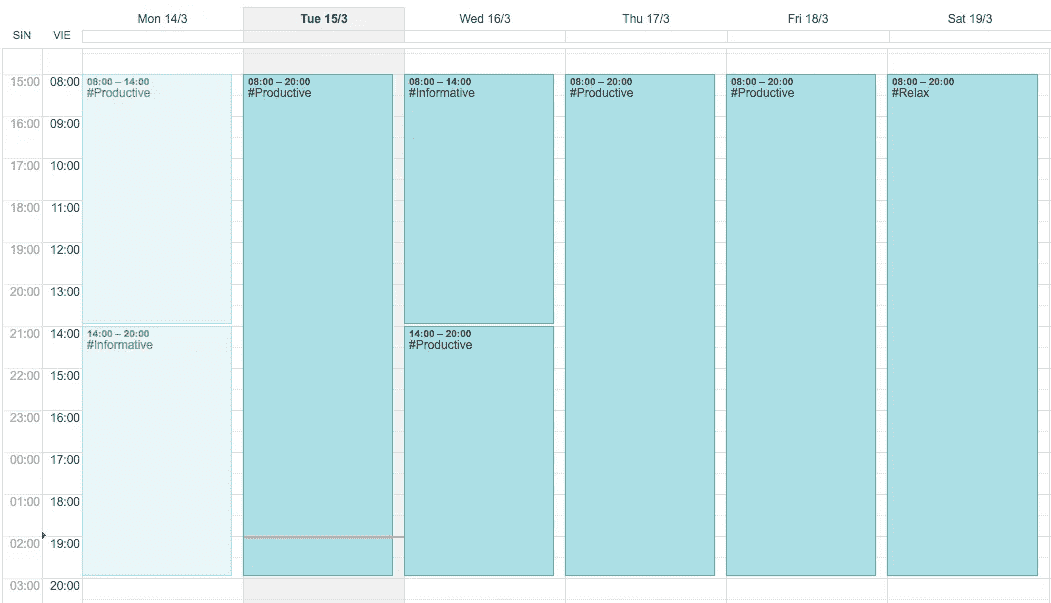 Mon 14/3 Tue 15/3 Wed 16/3 Thu 17/3 Fri 18/3 Sat 19/3
SIN VIE
15:00 08:00 08:00 – 14:00 08:00 – 20:00 08:00 – 14:00 08:00 – 20:00 08:00 – 20:00 08:00 – 20:00
#Productive #Productive #Informative #Productive #Productive #Relax
16:00 09:00
17:00 10:00
18:00 11:00
19:00 12:00
20:00 13:00
21:00 14:00 14:00 – 20:00 14:00 – 20:00
#Informative #Productive
22:00 15:00
23:00 16:00
00:00 17:00
01:00 18:00
02:00 19:00
03:00 20:00